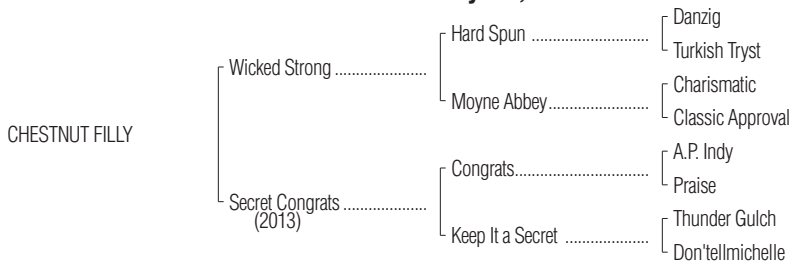 Danzig
Hard Spun ..................
Turkish Tryst
Wicked Strong ......................
Charismatic
Moyne Abbey........................
Classic Approval
CHESTNUT FILLY
A.P. Indy
Congrats................................
Praise
Secret Congrats ....................
(2013)
Thunder Gulch
Keep It a Secret ....................
Don'tellmichelle